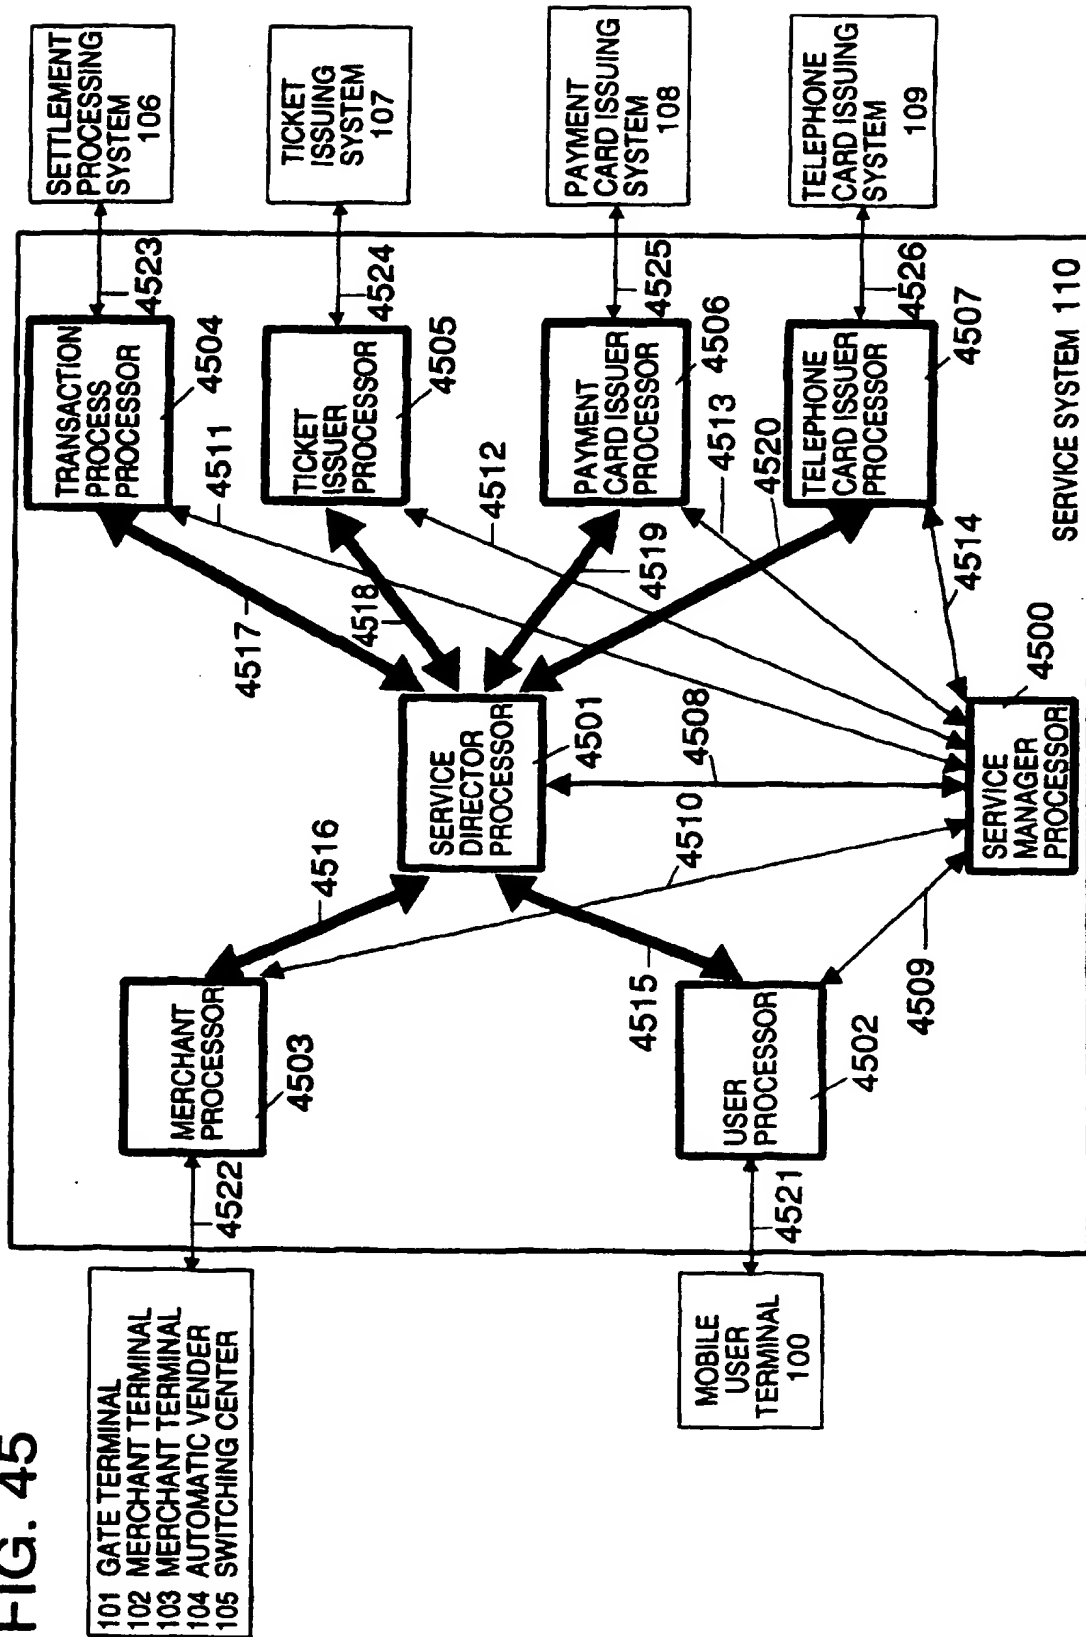 FIG. 45
101 GATE TERMINAL
102 MERCHANT TERMINAL
103 MERCHANT TERMINAL
104 AUTOMATIC VENDER
105 SWITCHING CENTER
4522
MERCHANT
PROCESSOR
4503
MOBILE
USER
TERMINAL
100
4521
USER
PROCESSOR
4502
4516
4515
4509
4510
SERVICE
DIRECTOR
PROCESSOR
4501
4508
SERVICE
MANAGER
PROCESSOR
4500
4517
4518
4519
4520
4511
4512
4513
4514
TRANSACTION
PROCESS
PROCESSOR
4504
TICKET
ISSUER
PROCESSOR
4505
PAYMENT
CARD ISSUER
PROCESSOR
4506
TELEPHONE
CARD ISSUER
PROCESSOR
4507
4523
4524
4525
4526
SERVICE SYSTEM 110
SETTLEMENT
PROCESSING
SYSTEM
106
TICKET
ISSUING
SYSTEM
107
PAYMENT
CARD ISSUING
SYSTEM
108
TELEPHONE
CARD ISSUING
SYSTEM
109